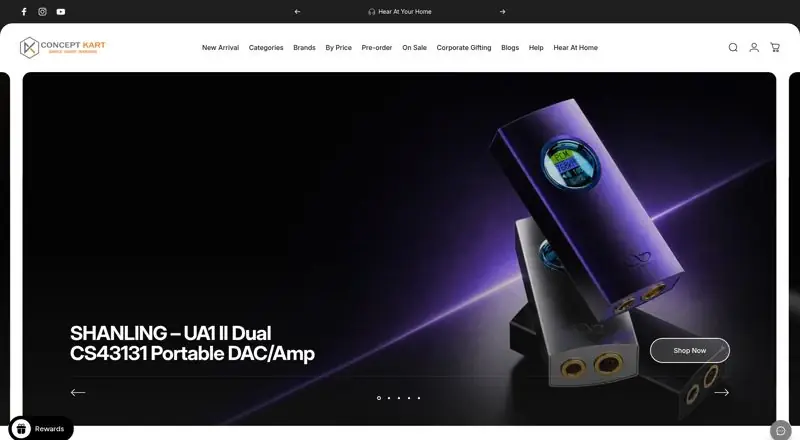 Hear At Your Home
CONCEPT KART
New Arrival Categories Brands By Price Pre-order On Sale Corporate Gifting Blogs Help Hear At Home
SHANLING – UA1 II Dual
CS43131 Portable DAC/Amp
Shop Now
Rewards